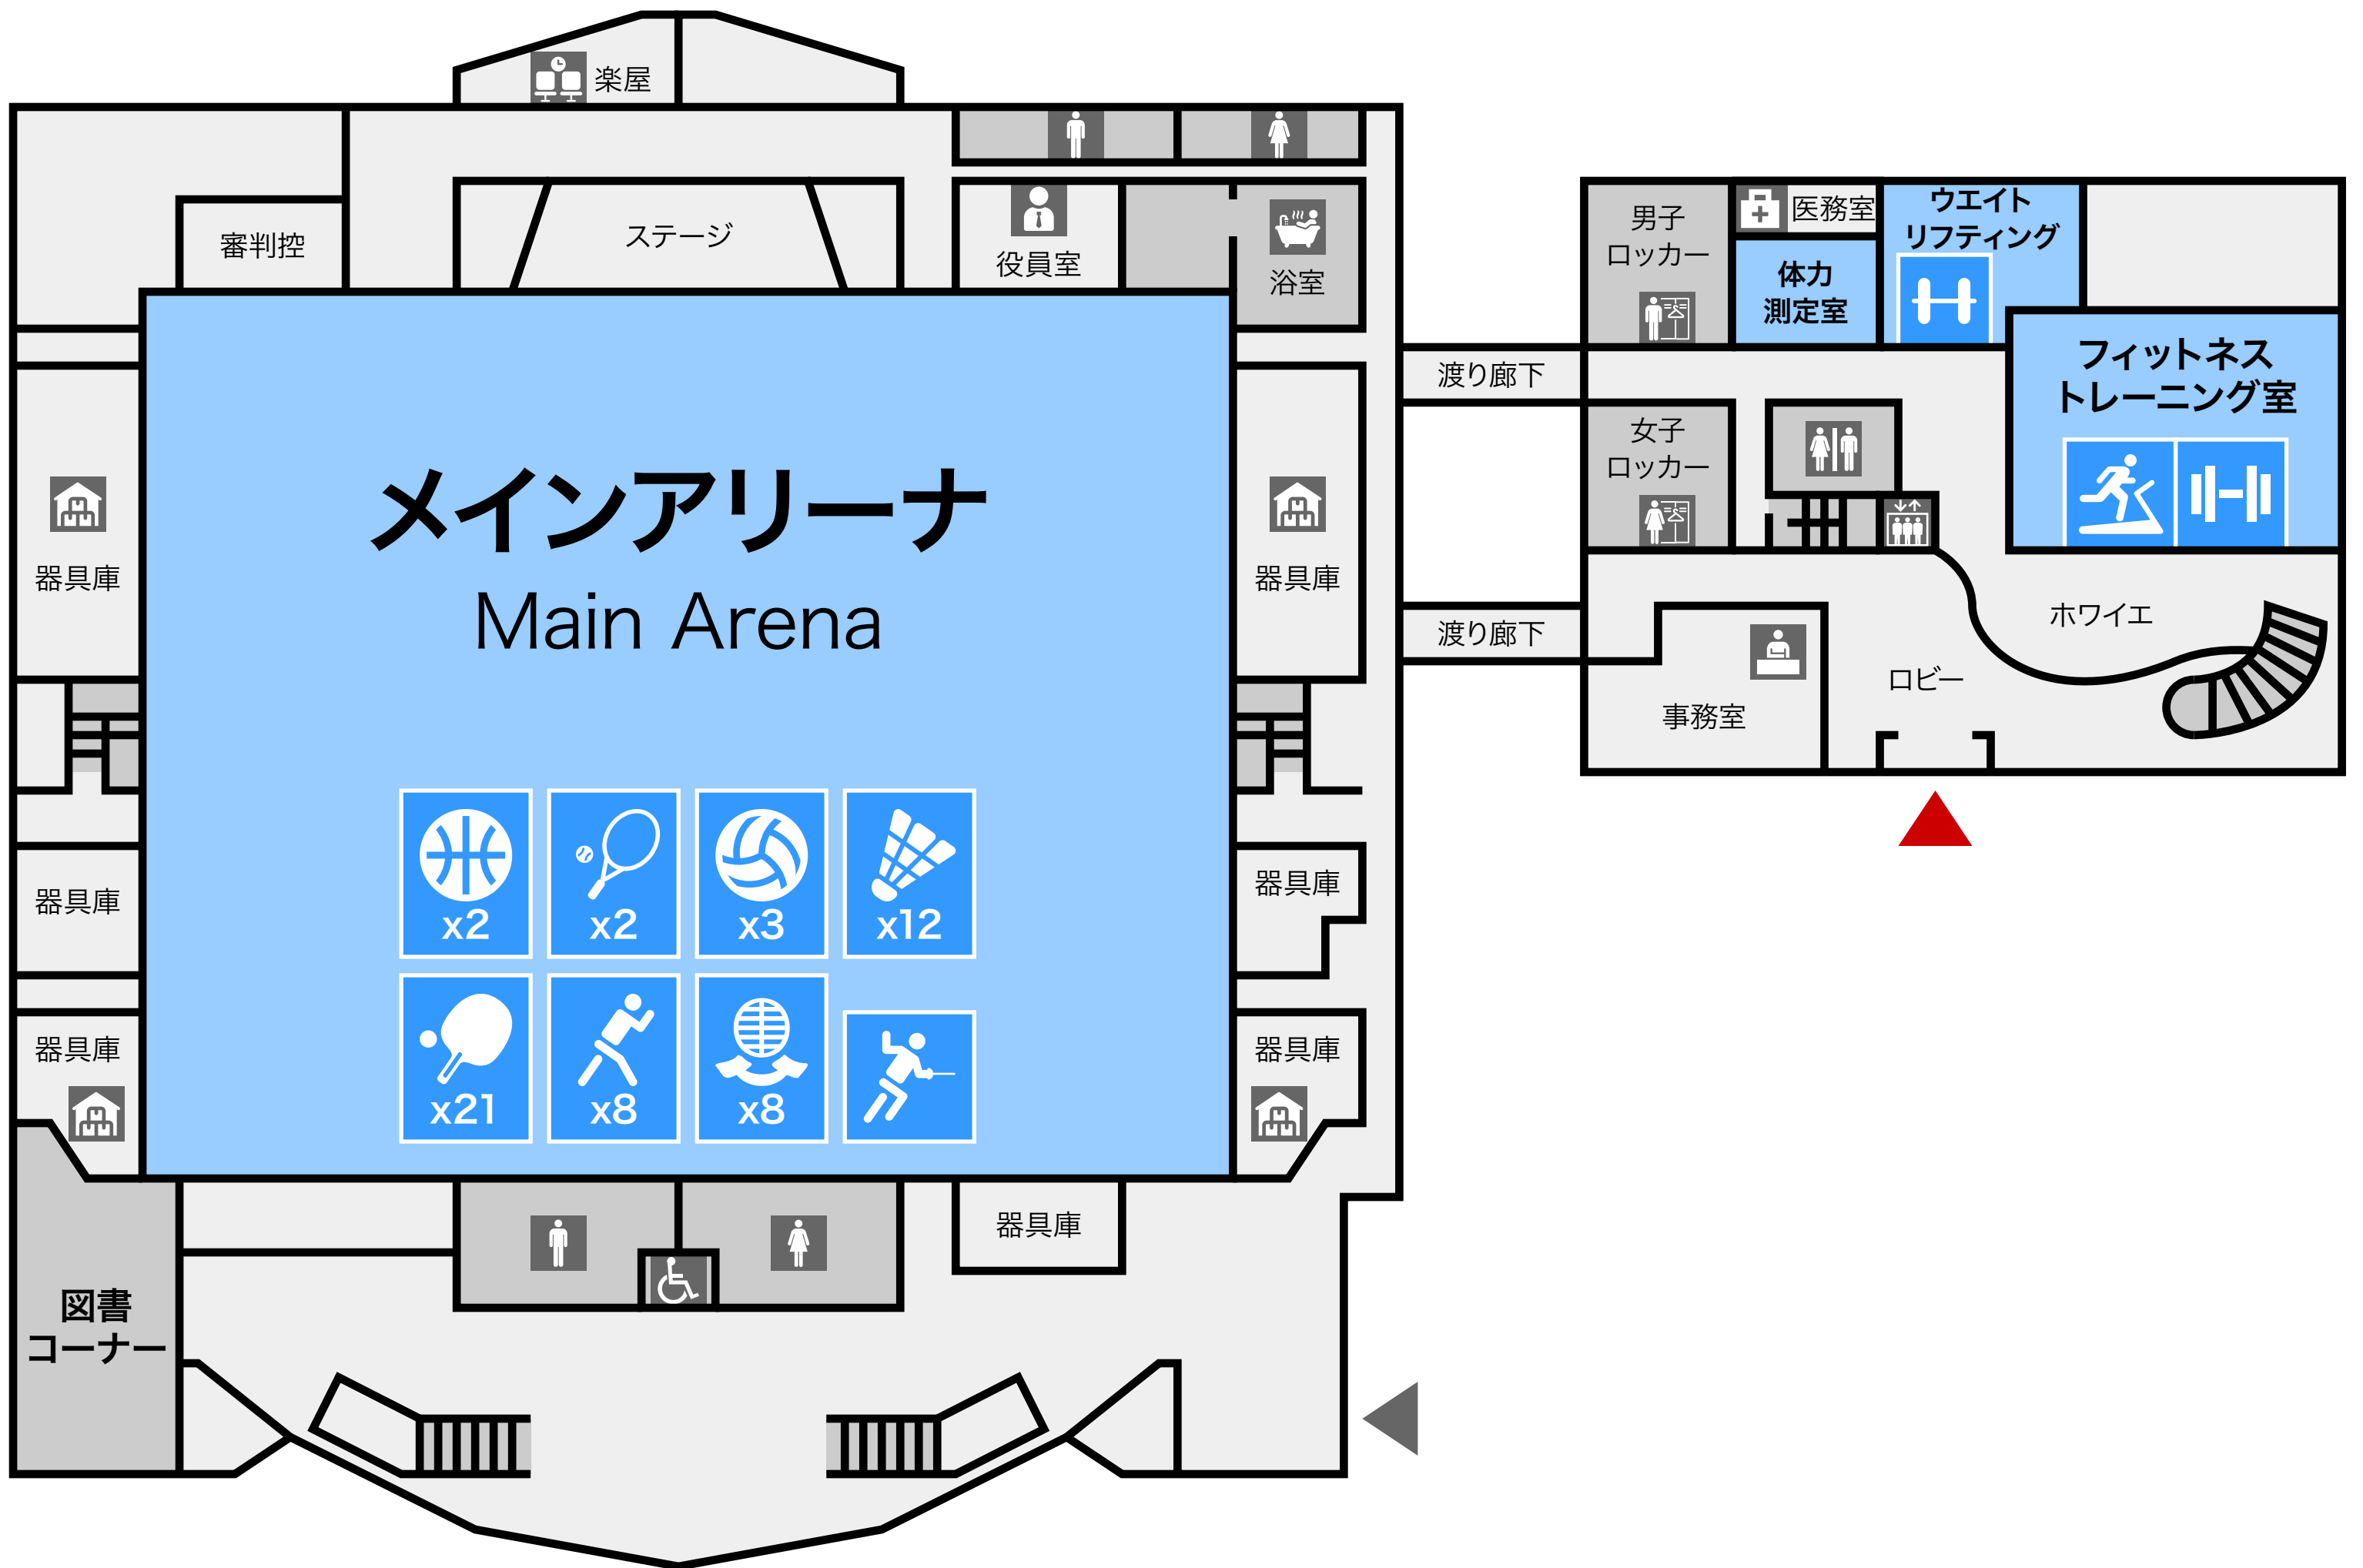 楽屋
審判控
ステージ
役員室
浴室
男子
ロッカー
医務室
体力
測定室
ウエイト
リフティング
フィットネス
トレーニング室
渡り廊下
女子
ロッカー
メインアリーナ
Main Arena
器具庫
器具庫
渡り廊下
ホワイエ
ロビー
事務室
x2
x2
x3
x12
器具庫
器具庫
器具庫
器具庫
x21
x8
x8
器具庫
図書
コーナー